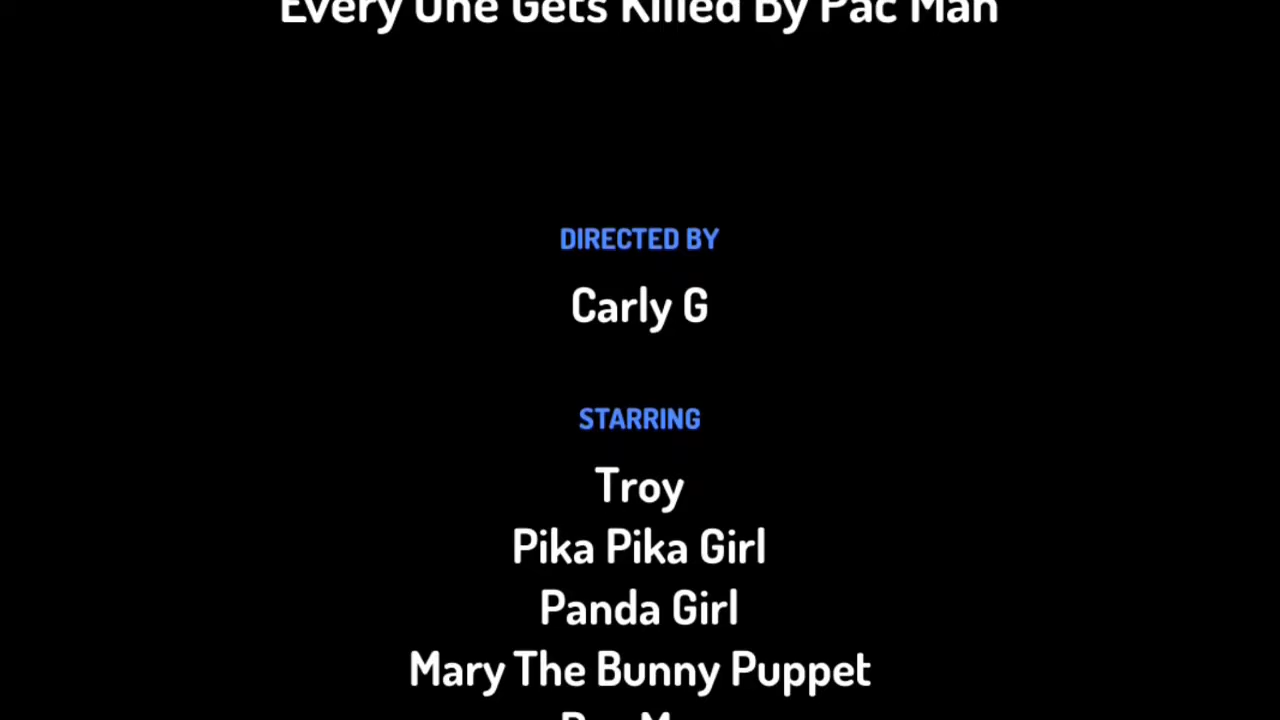 Every One Gets Killed By Pac Man
DIRECTED BY
Carly G
STARRING
Troy
Pika Pika Girl
Panda Girl
Mary The Bunny Puppet